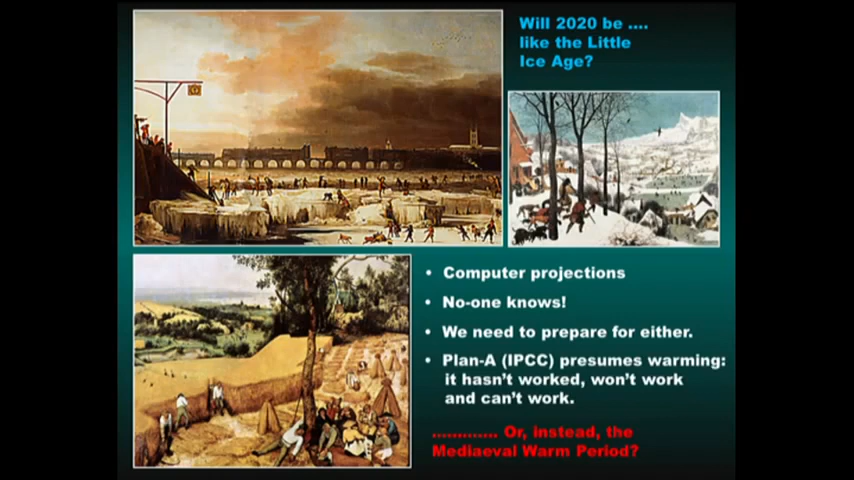 Will 2020 be ....
like the Little
Ice Age?
• Computer projections
• No-one knows!
• We need to prepare for either.
• Plan-A (IPCC) presumes warming:
it hasn't worked, won't work
and can't work.
............. Or, instead, the
Mediaeval Warm Period?